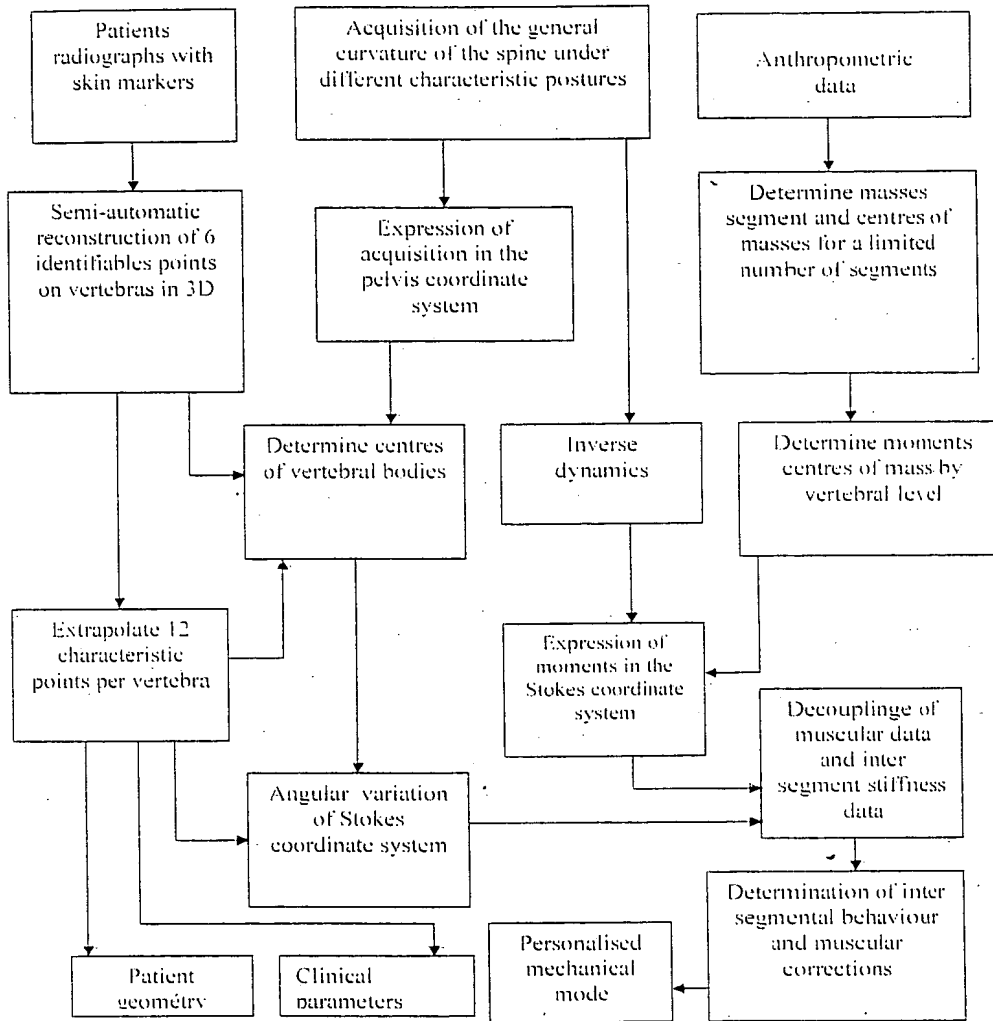 Patients
radiographs with
skin markers
Acquisition of the general
curvature of the spine under
different characteristic postures
Anthropometric
data
Semi-automatic
reconstruction of 6
identifiables points
on vertebras in 3D
Expression of
acquisition in the
pelvis coordinate
system
Determine masses
segment and centres of
masses for a limited
number of segments
Determine centres
of vertebral bodies
Inverse
dynamics
Determine moments
centres of mass by
vertebral level
Extrapolate 12
characteristic
points per vertebra
Expression of
moments in the
Stokes coordinate
system
Decouplinge of
muscular data
and inter
segment stiffness
data
Angular variation
of Stokes
coordinate system
Determination of inter
segmental behaviour
and muscular
corrections
Personalised
mechanical
mode
Patient
geométry
Clinical
parameters